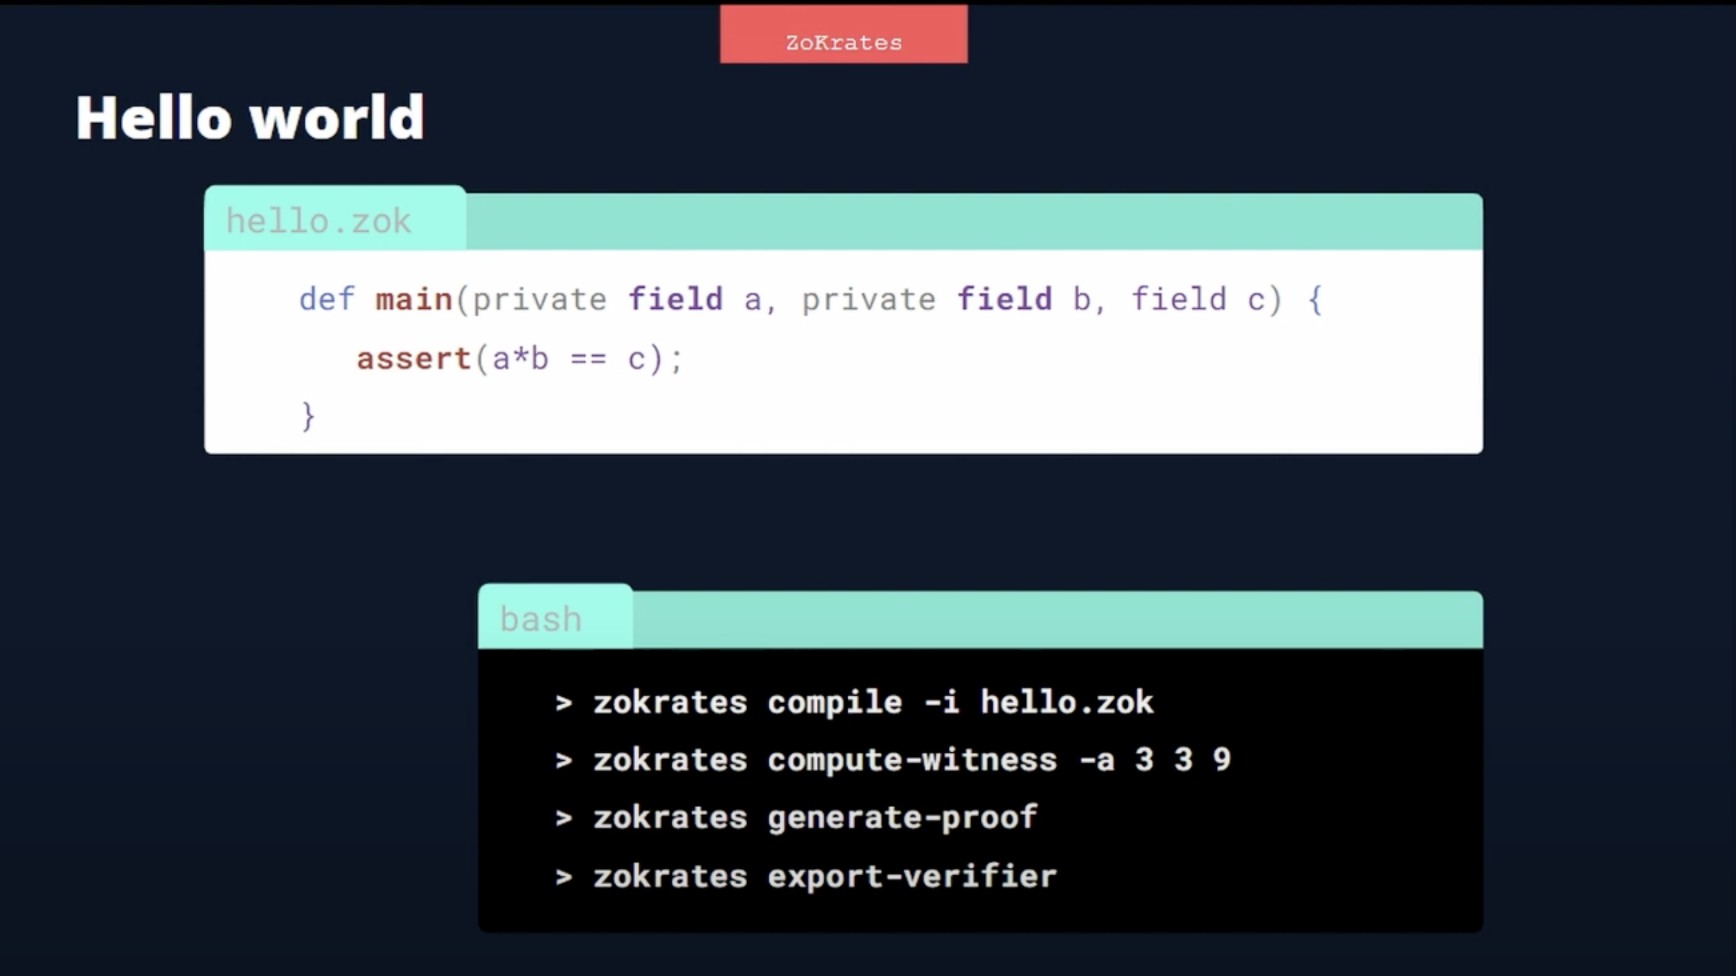 ZoKrates
Hello world
hello.zok
def main(private field a, private field b, field c) {
assert(a*b == c);
}
bash
> zokrates compile -i hello.zok
> zokrates compute-witness -a 3 3 9
> zokrates generate-proof
> zokrates export-verifier